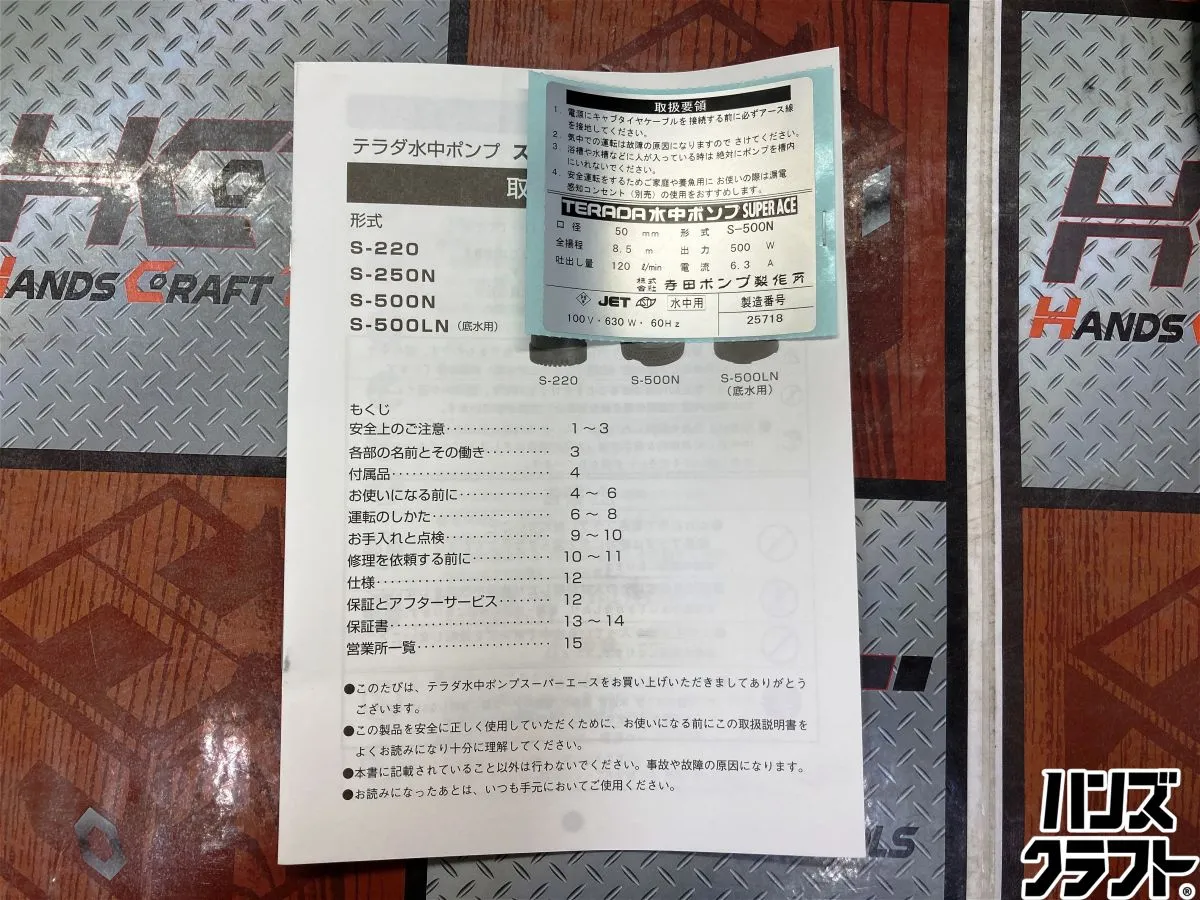 テラダ水中ポンプ ス
取
形式
S-220
S-250N
S-500N
S-500LN（底水用）
取扱要領
1. 電源にキャブタイヤケーブルを接続する前に必ずアース線
を接地してください。
2. 気中での運転は故障の原因になりますので さけてください。
3 浴槽や水槽などに人が入っている時は 絶対にポンプを槽内
にいれないでください。
4. 安全運転をするためご家庭や養魚用に お使いの際は漏電
感知コンセント（別売）の使用をおすすめします。
TERADA水中ポンプ SUPER ACE
口径 50 mm 形式 S-500N
全揚程 8.5 m 出力 500 W
吐出し量 120 ℓ/min 電流 6.3 A
株式会社 寺田ポンプ製作所
JET 水中用 製造番号
100V・630W・60Hz 25718
S-220 S-500N S-500LN
（底水用）
もくじ
安全上のご注意················ 1～3
各部の名前とその働き·········· 3
付属品························ 4
お使いになる前に·············· 4～ 6
運転のしかた·················· 6～ 8
お手入れと点検················ 9～10
修理を依頼する前に············ 10～11
仕様·························· 12
保証とアフターサービス········ 12
保証書························ 13～14
営業所一覧···················· 15
●このたびは、テラダ水中ポンプスーパーエースをお買い上げいただきましてありがとう
ございます。
●この製品を安全に正しく使用していただくために、お使いになる前にこの取扱説明書を
よくお読みになり十分に理解してください。
●本書に記載されていること以外は行わないでください。事故や故障の原因になります。
●お読みになったあとは、いつも手元においてご使用ください。
HC
HANDS CRAFT
HANDS C
LS
ハンズ
クラフト®